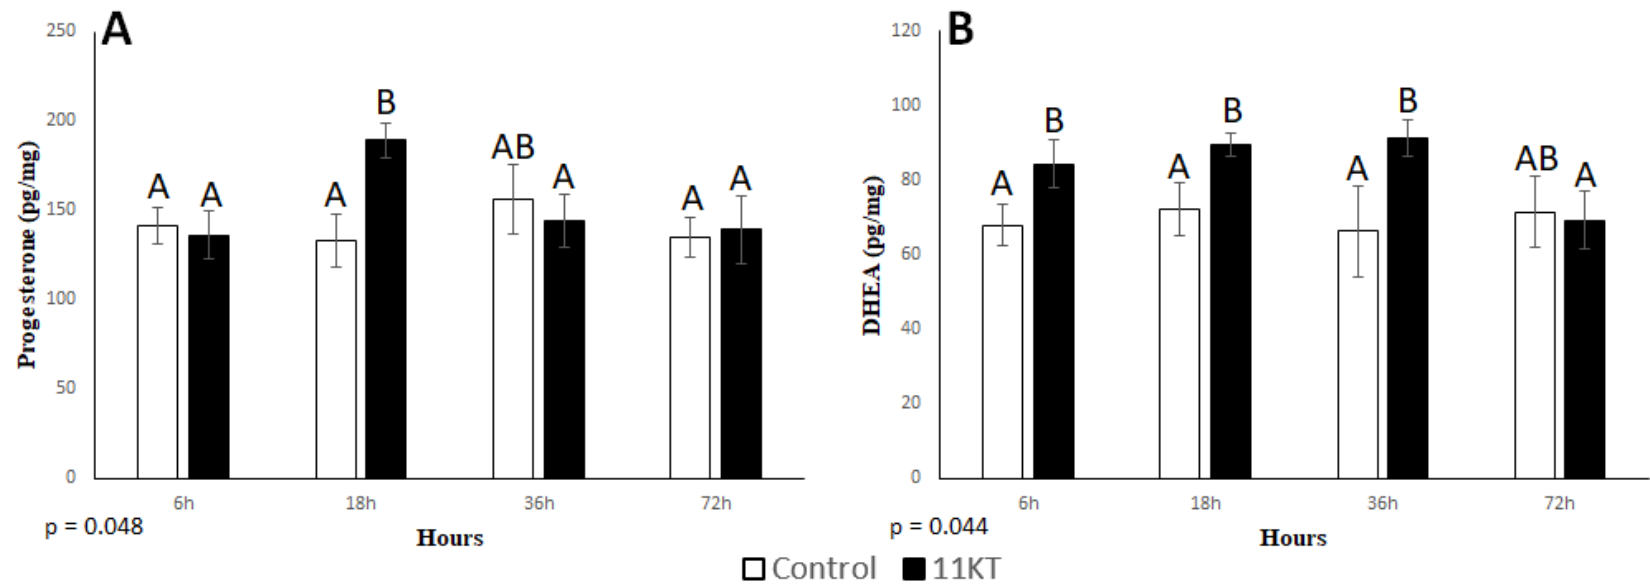 A
Progesterone (pg/mg)
250
200
150
100
50
0
A A A B AB A A A
6h 18h 36h 72h
p = 0.048
Hours
B
DHEA (pg/mg)
120
100
80
60
40
20
0
A B A B A B AB A
6h 18h 36h 72h
p = 0.044
Hours
Control 11KT